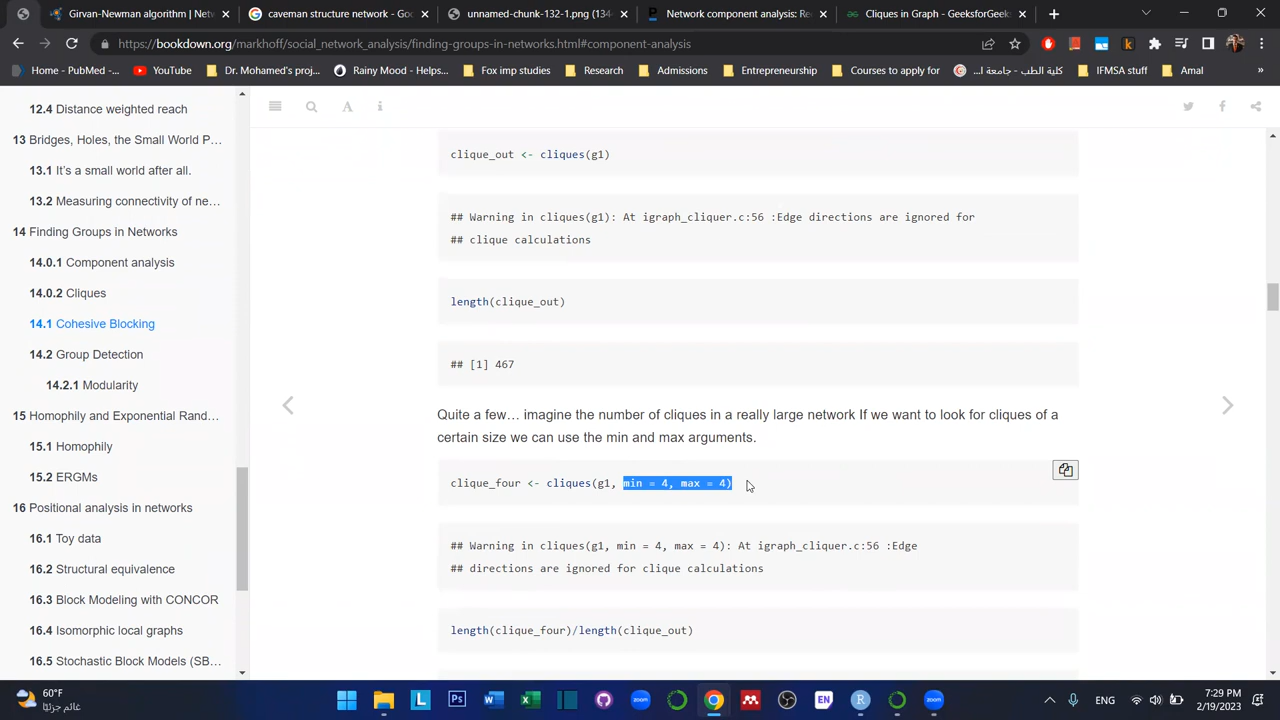 Girvan-Newman algorithm | Netw
caveman structure network - Goo
unnamed-chunk-132-1.png (134
Network component analysis: Re
Cliques in Graph - GeeksforGeek
https://bookdown.org/markhoff/social_network_analysis/finding-groups-in-networks.html#component-analysis
Home - PubMed -...
YouTube
Dr. Mohamed's proj...
Rainy Mood - Helps...
Fox imp studies
Research
Admissions
Entrepreneurship
Courses to apply for
كلية الطب - جامعة ا...
IFMSA stuff
Amal
»
12.4 Distance weighted reach
13 Bridges, Holes, the Small World P...
13.1 It's a small world after all.
13.2 Measuring connectivity of ne...
14 Finding Groups in Networks
14.0.1 Component analysis
14.0.2 Cliques
14.1 Cohesive Blocking
14.2 Group Detection
14.2.1 Modularity
15 Homophily and Exponential Rand...
15.1 Homophily
15.2 ERGMs
16 Positional analysis in networks
16.1 Toy data
16.2 Structural equivalence
16.3 Block Modeling with CONCOR
16.4 Isomorphic local graphs
16.5 Stochastic Block Models (SB...
clique_out <- cliques(g1)
## Warning in cliques(g1): At igraph_cliquer.c:56 :Edge directions are ignored for
## clique calculations
length(clique_out)
## [1] 467
Quite a few... imagine the number of cliques in a really large network If we want to look for cliques of a
certain size we can use the min and max arguments.
clique_four <- cliques(g1, min = 4, max = 4)
## Warning in cliques(g1, min = 4, max = 4): At igraph_cliquer.c:56 :Edge
## directions are ignored for clique calculations
length(clique_four)/length(clique_out)
60°F
غائم جزئيًا
ENG
7:29 PM
2/19/2023